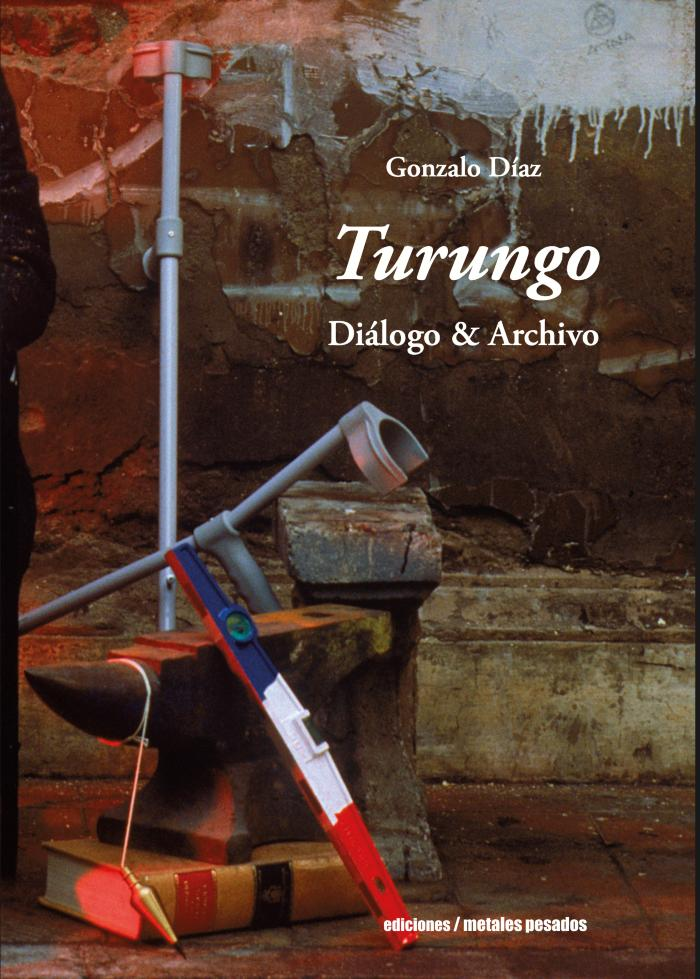 Gonzalo Díaz
Turungo
Diálogo & Archivo
ediciones / metales pesados